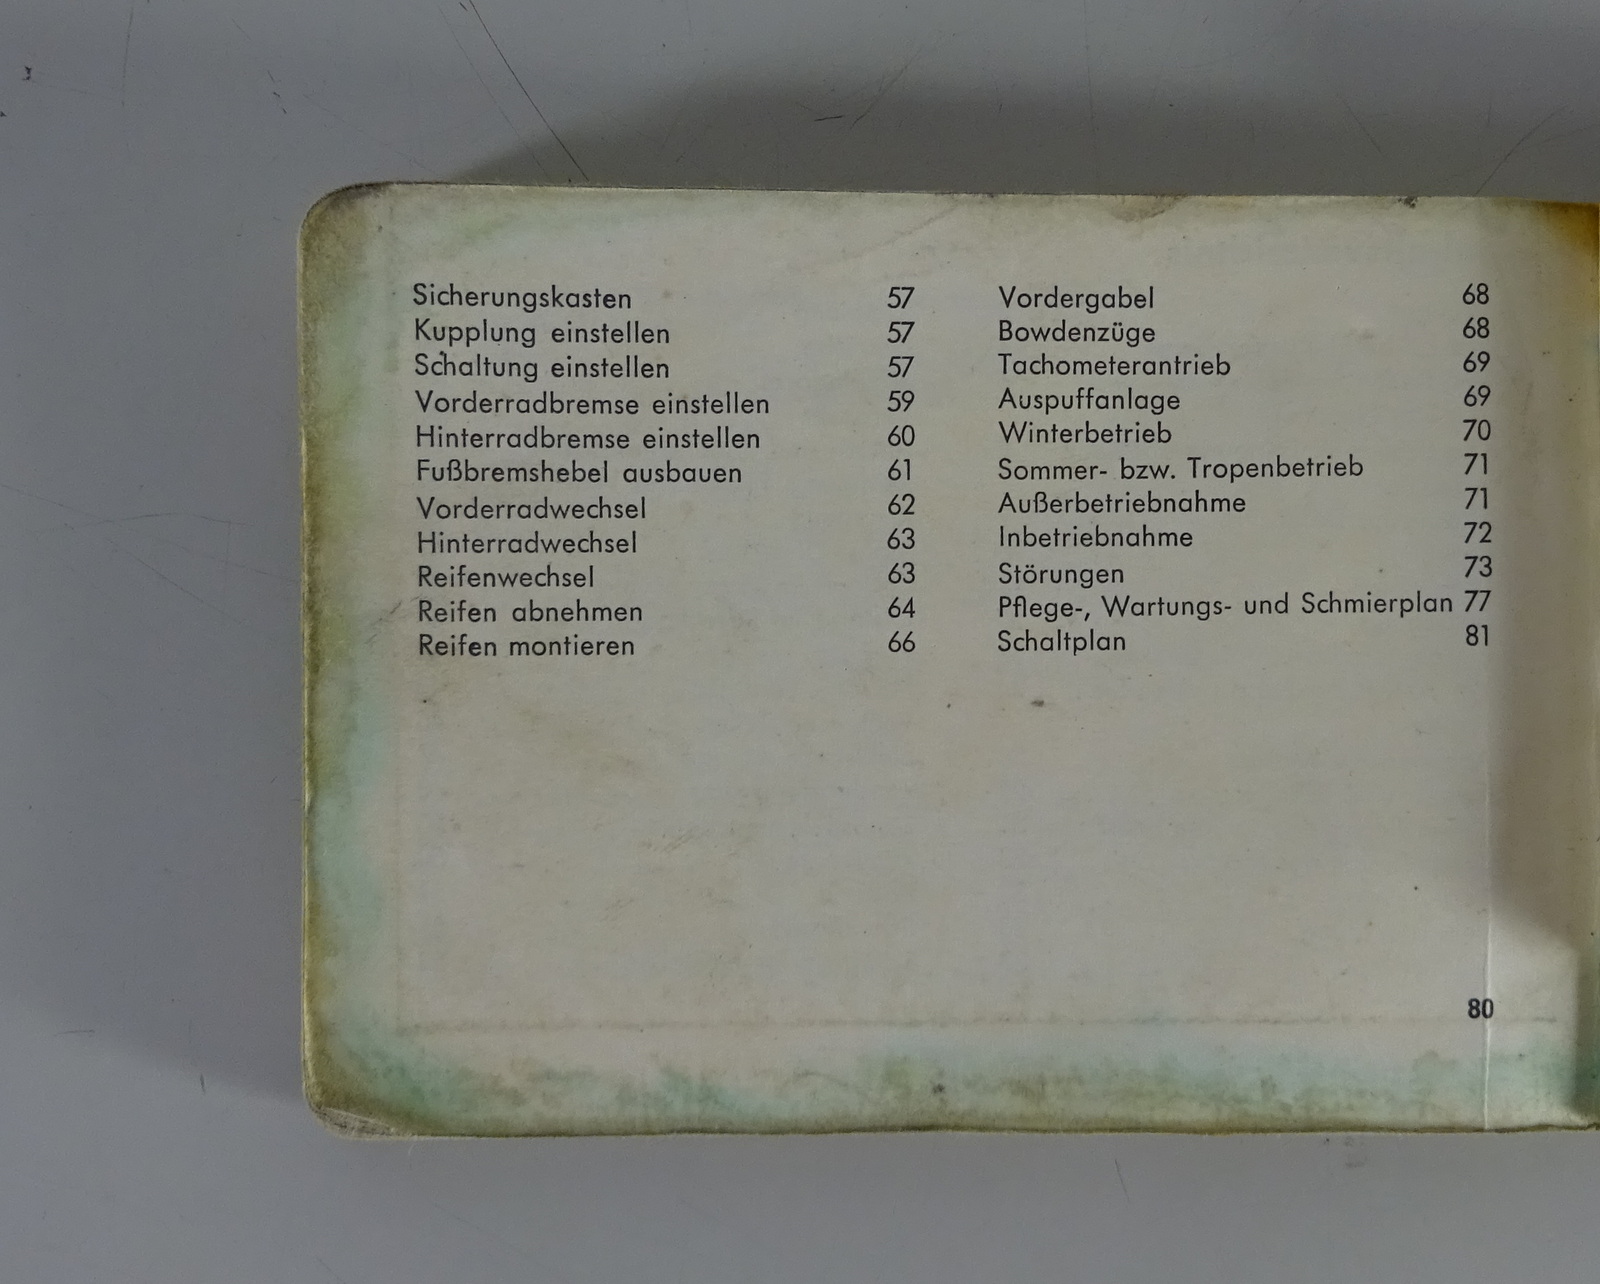 Sicherungskasten 57
Kupplung einstellen 57
Schaltung einstellen 57
Vorderradbremse einstellen 59
Hinterradbremse einstellen 60
Fußbremshebel ausbauen 61
Vorderradwechsel 62
Hinterradwechsel 63
Reifenwechsel 63
Reifen abnehmen 64
Reifen montieren 66
Vordergabel 68
Bowdenzüge 68
Tachometerantrieb 69
Auspuffanlage 69
Winterbetrieb 70
Sommer- bzw. Tropenbetrieb 71
Außerbetriebnahme 71
Inbetriebnahme 72
Störungen 73
Pflege-, Wartungs- und Schmierplan 77
Schaltplan 81
80